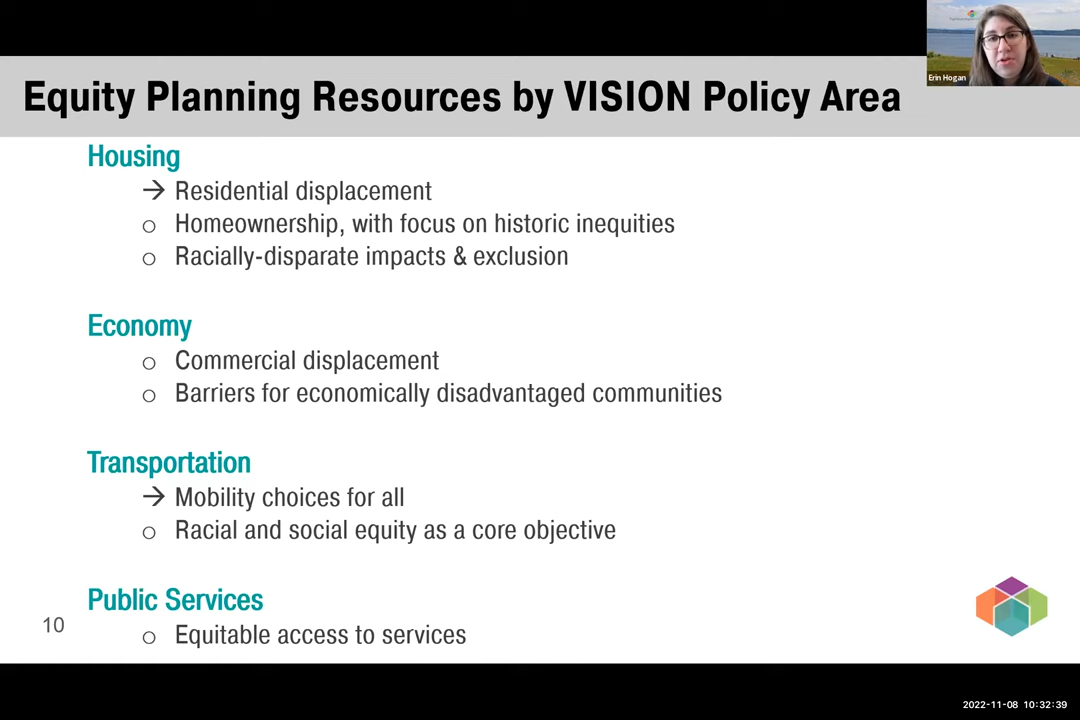 Equity Planning Resources by VISION Policy Area
Erin Hogan
Housing
→ Residential displacement
o Homeownership, with focus on historic inequities
o Racially-disparate impacts & exclusion
Economy
o Commercial displacement
o Barriers for economically disadvantaged communities
Transportation
→ Mobility choices for all
o Racial and social equity as a core objective
Public Services
10
o Equitable access to services
2022-11-08 10:32:39